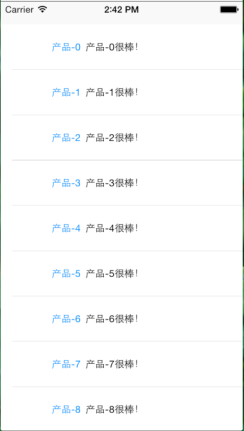 Carrier 2:42 PM
产品-0 产品-0很棒!
产品-1 产品-1很棒!
产品-2 产品-2很棒!
产品-3 产品-3很棒!
产品-4 产品-4很棒!
产品-5 产品-5很棒!
产品-6 产品-6很棒!
产品-7 产品-7很棒!
产品-8 产品-8很棒!